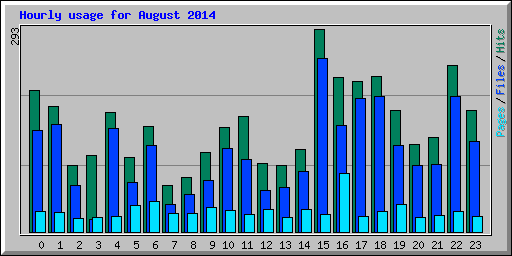 Hourly usage for August 2014
293
Pages/Files/Hits
0 1 2 3 4 5 6 7 8 9 10 11 12 13 14 15 16 17 18 19 20 21 22 23